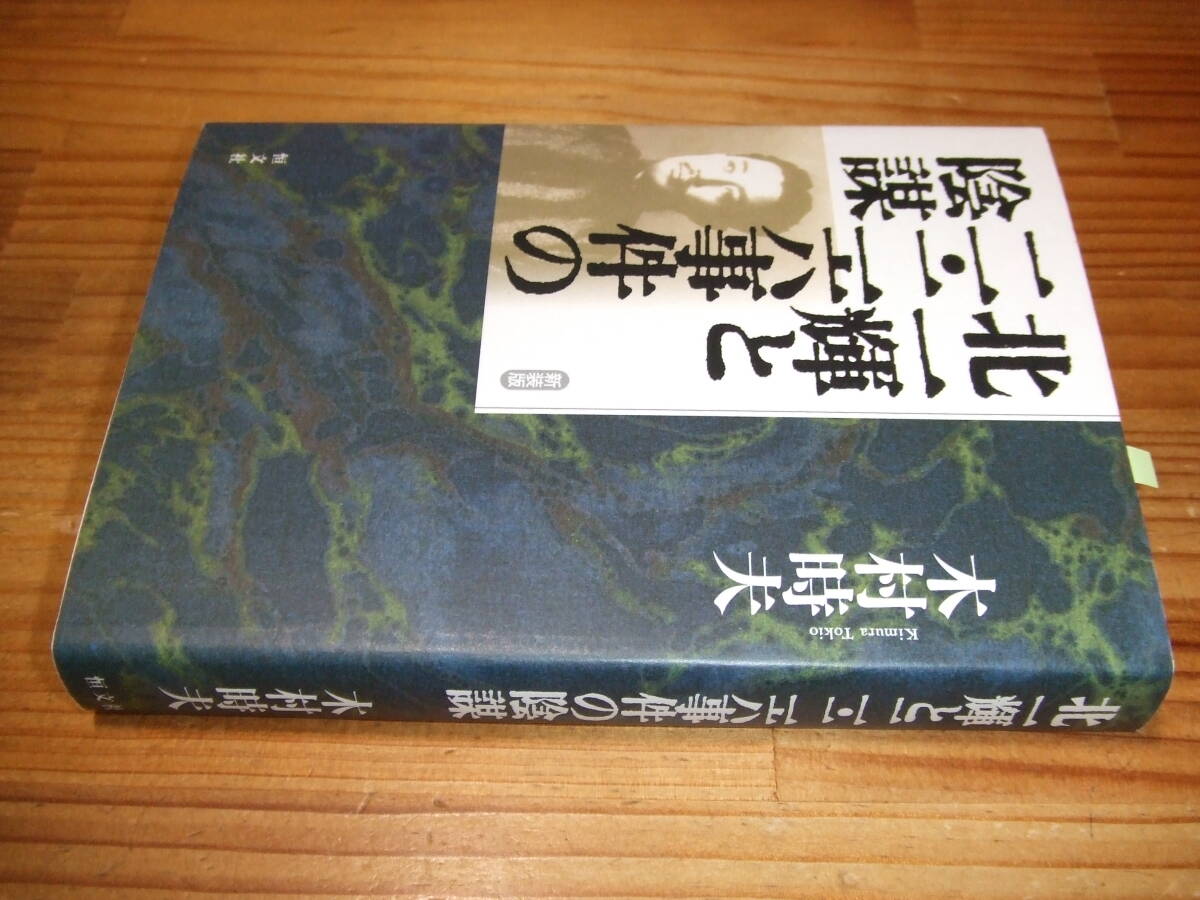 北一輝と
二・二六事件の
陰謀
新装版
木村時夫
Kimura Tokio
恒文社
北一輝と二・二六事件の陰謀
木村時夫
恒文社